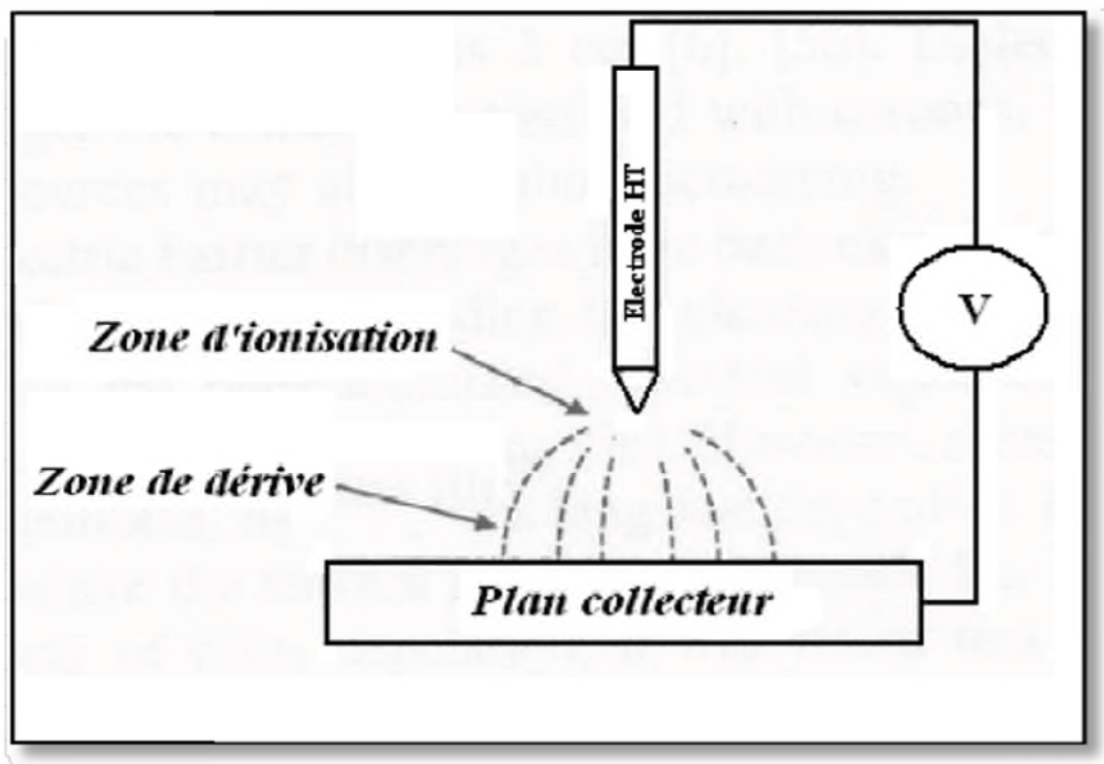 Electrode HT
V
Zone d'ionisation
Zone de dérive
Plan collecteur